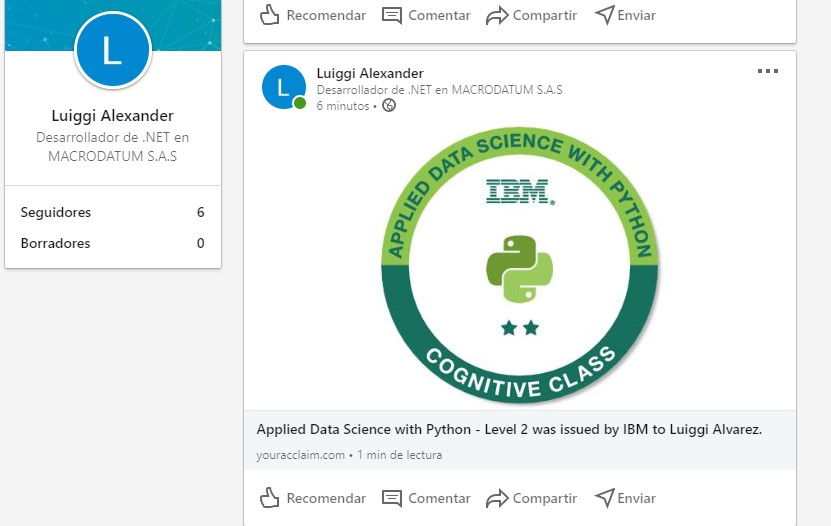 Recomendar Comentar Compartir Enviar
L
Luiggi Alexander
Desarrollador de .NET en
MACRODATUM S.A.S
Seguidores 6
Borradores 0
L
Luiggi Alexander
Desarrollador de .NET en MACRODATUM S.A.S
6 minutos •
APPLIED DATA SCIENCE WITH PYTHON
IBM®
COGNITIVE CLASS
Applied Data Science with Python - Level 2 was issued by IBM to Luiggi Alvarez.
youracclaim.com • 1 min de lectura
Recomendar Comentar Compartir Enviar